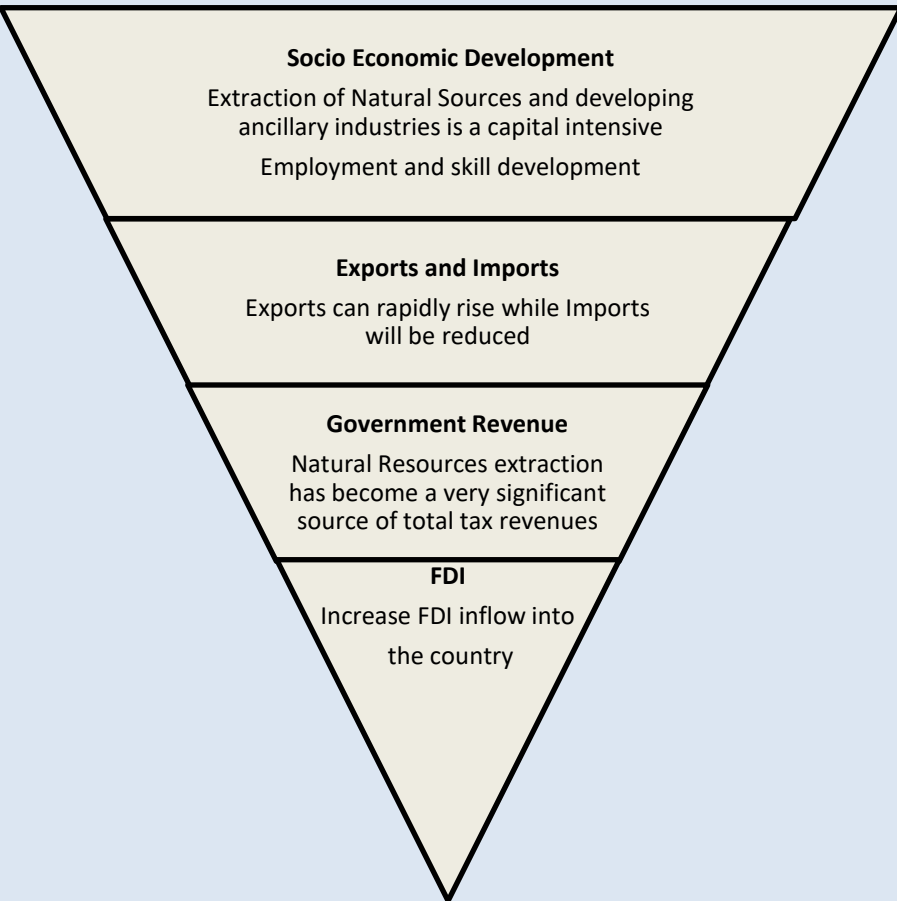 Socio Economic Development
Extraction of Natural Sources and developing
ancillary industries is a capital intensive
Employment and skill development
Exports and Imports
Exports can rapidly rise while Imports
will be reduced
Government Revenue
Natural Resources extraction
has become a very significant
source of total tax revenues
FDI
Increase FDI inflow into
the country